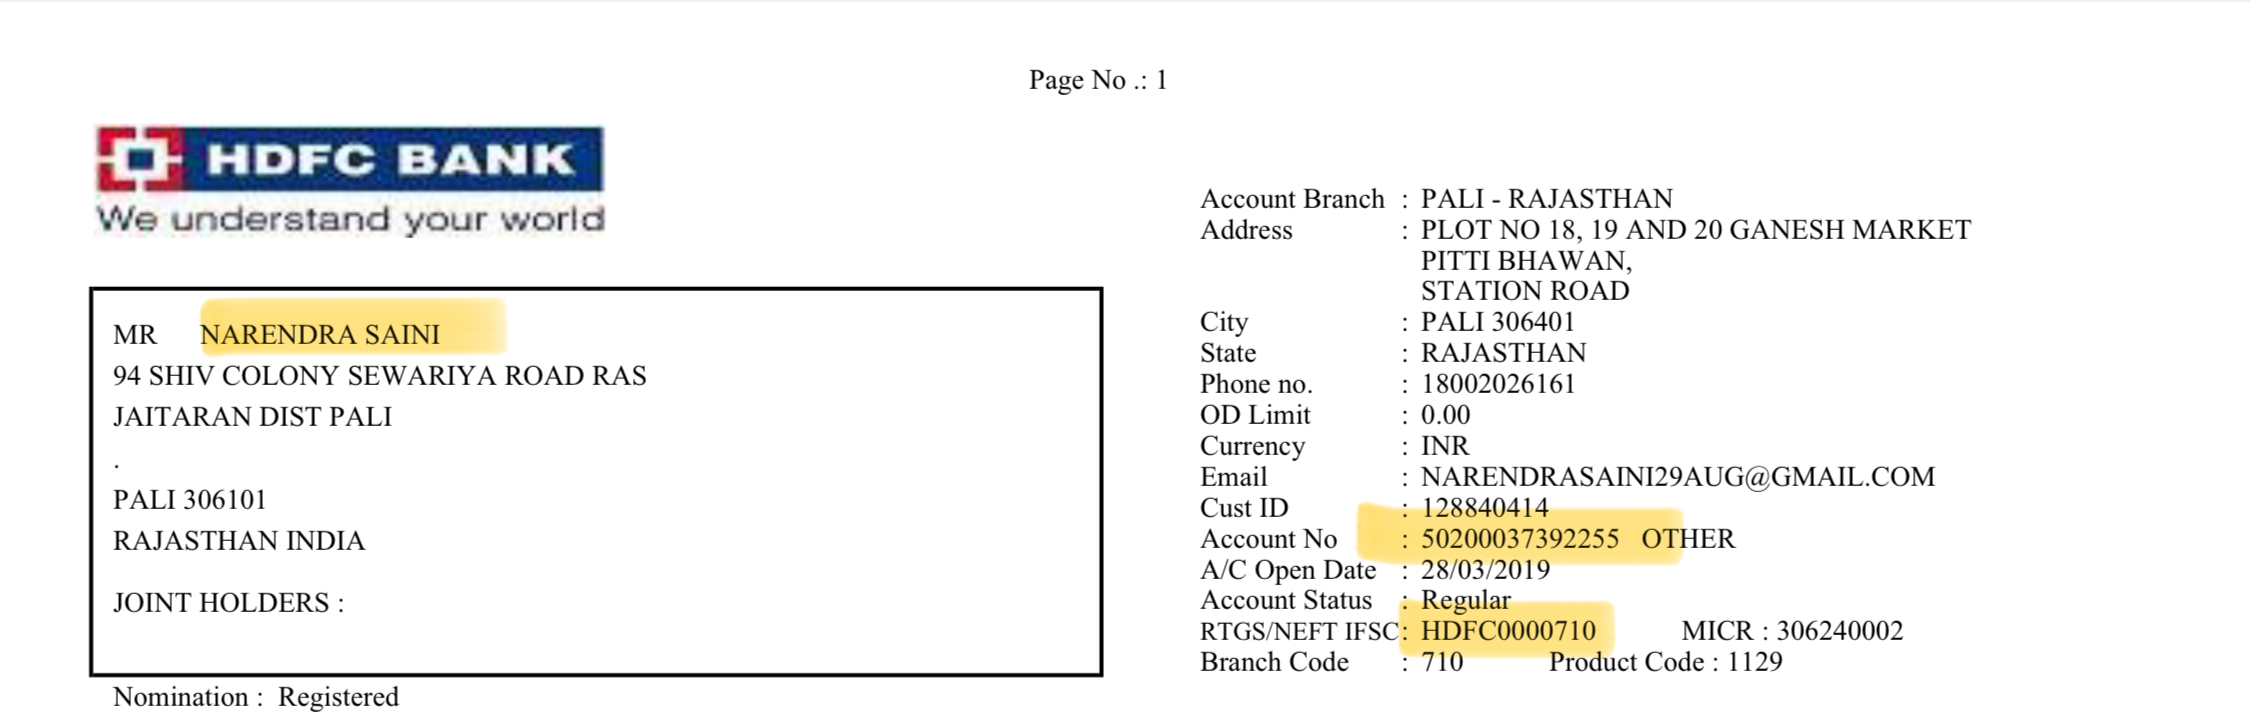 Page No .: 1
HDFC BANK
We understand your world
MR NARENDRA SAINI
94 SHIV COLONY SEWARIYA ROAD RAS
JAITARAN DIST PALI
.
PALI 306101
RAJASTHAN INDIA
JOINT HOLDERS :
Nomination : Registered
Account Branch : PALI - RAJASTHAN
Address : PLOT NO 18, 19 AND 20 GANESH MARKET
PITTI BHAWAN,
STATION ROAD
City : PALI 306401
State : RAJASTHAN
Phone no. : 18002026161
OD Limit : 0.00
Currency : INR
Email : NARENDRASAINI29AUG@GMAIL.COM
Cust ID : 128840414
Account No : 50200037392255 OTHER
A/C Open Date : 28/03/2019
Account Status : Regular
RTGS/NEFT IFSC: HDFC0000710 MICR : 306240002
Branch Code : 710 Product Code : 1129